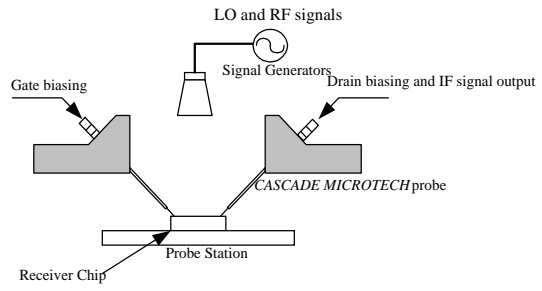 LO and RF signals
Signal Generators
Gate biasing
Drain biasing and IF signal output
CASCADE MICROTECH probe
Probe Station
Receiver Chip